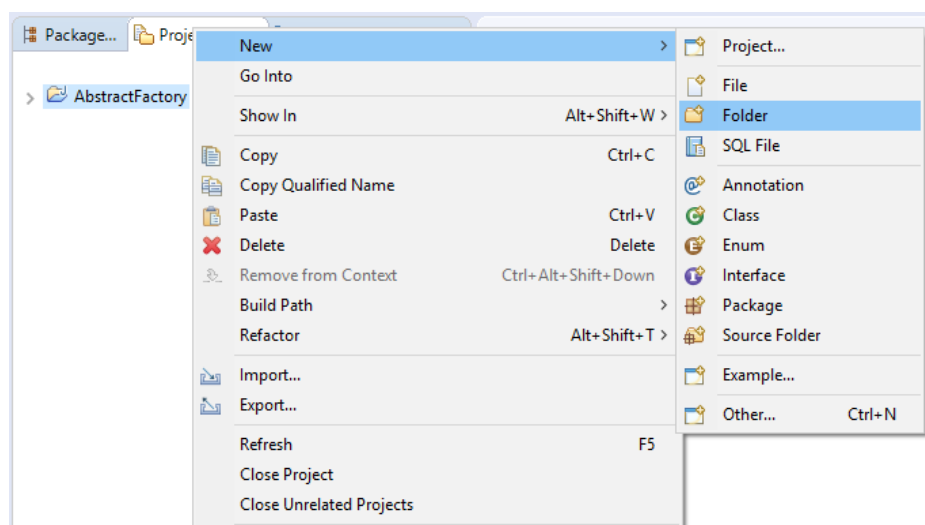 Package...
Proje
AbstractFactory
New
Go Into
Show In Alt+Shift+W
Copy Ctrl+C
Copy Qualified Name
Paste Ctrl+V
Delete Delete
Remove from Context Ctrl+Alt+Shift+Down
Build Path
Refactor Alt+Shift+T
Import...
Export...
Refresh F5
Close Project
Close Unrelated Projects
Project...
File
Folder
SQL File
Annotation
Class
Enum
Interface
Package
Source Folder
Example...
Other... Ctrl+N